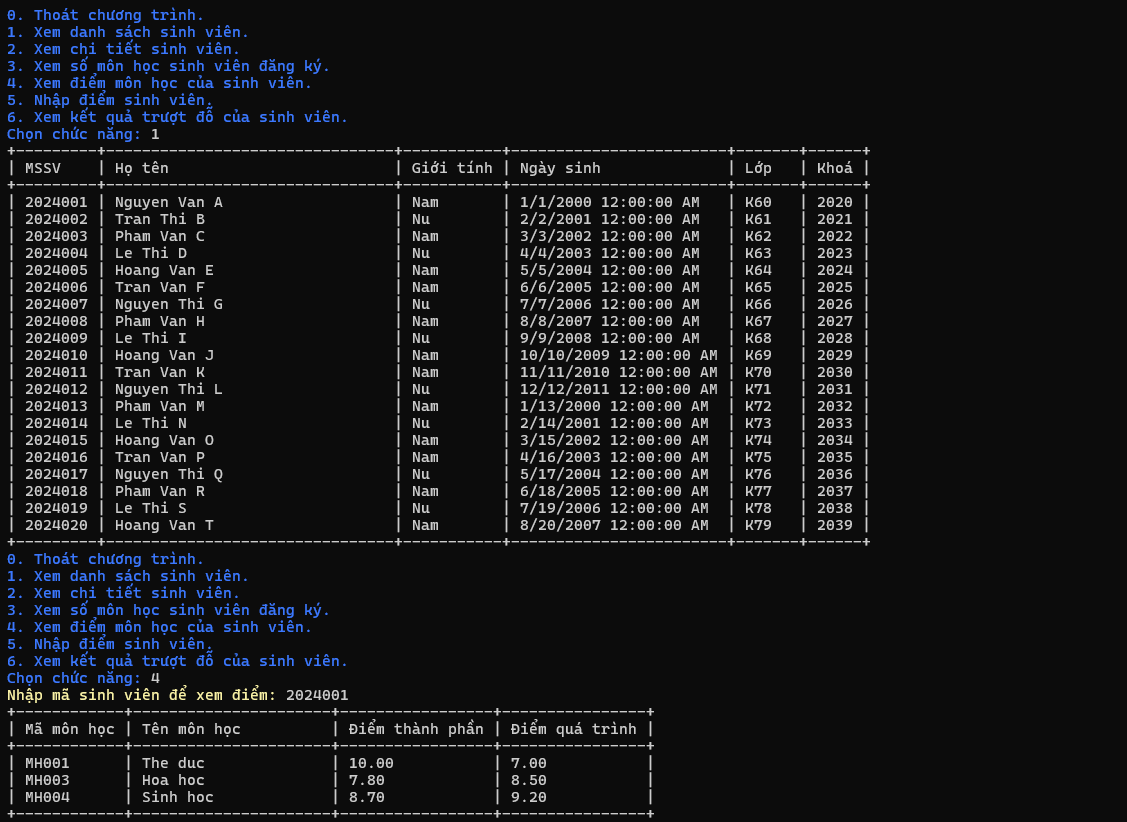 0. Thoát chương trình.
1. Xem danh sách sinh viên.
2. Xem chi tiết sinh viên.
3. Xem số môn học sinh viên đăng ký.
4. Xem điểm môn học của sinh viên.
5. Nhập điểm sinh viên.
6. Xem kết quả trượt đỗ của sinh viên.
Chọn chức năng: 1
+---------+--------------------------------+-----------+------------------------+-------+------+
| MSSV    | Họ tên                         | Giới tính | Ngày sinh              | Lớp   | Khoá |
+---------+--------------------------------+-----------+------------------------+-------+------+
| 2024001 | Nguyen Van A                   | Nam       | 1/1/2000 12:00:00 AM   | K60   | 2020 |
| 2024002 | Tran Thi B                     | Nu        | 2/2/2001 12:00:00 AM   | K61   | 2021 |
| 2024003 | Pham Van C                     | Nam       | 3/3/2002 12:00:00 AM   | K62   | 2022 |
| 2024004 | Le Thi D                       | Nu        | 4/4/2003 12:00:00 AM   | K63   | 2023 |
| 2024005 | Hoang Van E                    | Nam       | 5/5/2004 12:00:00 AM   | K64   | 2024 |
| 2024006 | Tran Van F                     | Nam       | 6/6/2005 12:00:00 AM   | K65   | 2025 |
| 2024007 | Nguyen Thi G                   | Nu        | 7/7/2006 12:00:00 AM   | K66   | 2026 |
| 2024008 | Pham Van H                     | Nam       | 8/8/2007 12:00:00 AM   | K67   | 2027 |
| 2024009 | Le Thi I                       | Nu        | 9/9/2008 12:00:00 AM   | K68   | 2028 |
| 2024010 | Hoang Van J                    | Nam       | 10/10/2009 12:00:00 AM | K69   | 2029 |
| 2024011 | Tran Van K                     | Nam       | 11/11/2010 12:00:00 AM | K70   | 2030 |
| 2024012 | Nguyen Thi L                   | Nu        | 12/12/2011 12:00:00 AM | K71   | 2031 |
| 2024013 | Pham Van M                     | Nam       | 1/13/2000 12:00:00 AM  | K72   | 2032 |
| 2024014 | Le Thi N                       | Nu        | 2/14/2001 12:00:00 AM  | K73   | 2033 |
| 2024015 | Hoang Van O                    | Nam       | 3/15/2002 12:00:00 AM  | K74   | 2034 |
| 2024016 | Tran Van P                     | Nam       | 4/16/2003 12:00:00 AM  | K75   | 2035 |
| 2024017 | Nguyen Thi Q                   | Nu        | 5/17/2004 12:00:00 AM  | K76   | 2036 |
| 2024018 | Pham Van R                     | Nam       | 6/18/2005 12:00:00 AM  | K77   | 2037 |
| 2024019 | Le Thi S                       | Nu        | 7/19/2006 12:00:00 AM  | K78   | 2038 |
| 2024020 | Hoang Van T                    | Nam       | 8/20/2007 12:00:00 AM  | K79   | 2039 |
+---------+--------------------------------+-----------+------------------------+-------+------+
0. Thoát chương trình.
1. Xem danh sách sinh viên.
2. Xem chi tiết sinh viên.
3. Xem số môn học sinh viên đăng ký.
4. Xem điểm môn học của sinh viên.
5. Nhập điểm sinh viên.
6. Xem kết quả trượt đỗ của sinh viên.
Chọn chức năng: 4
Nhập mã sinh viên để xem điểm: 2024001
+------------+----------------------+-----------------+----------------+
| Mã môn học | Tên môn học          | Điểm thành phần | Điểm quá trình |
+------------+----------------------+-----------------+----------------+
| MH001      | The duc              | 10.00           | 7.00           |
| MH003      | Hoa hoc              | 7.80            | 8.50           |
| MH004      | Sinh hoc             | 8.70            | 9.20           |
+------------+----------------------+-----------------+----------------+